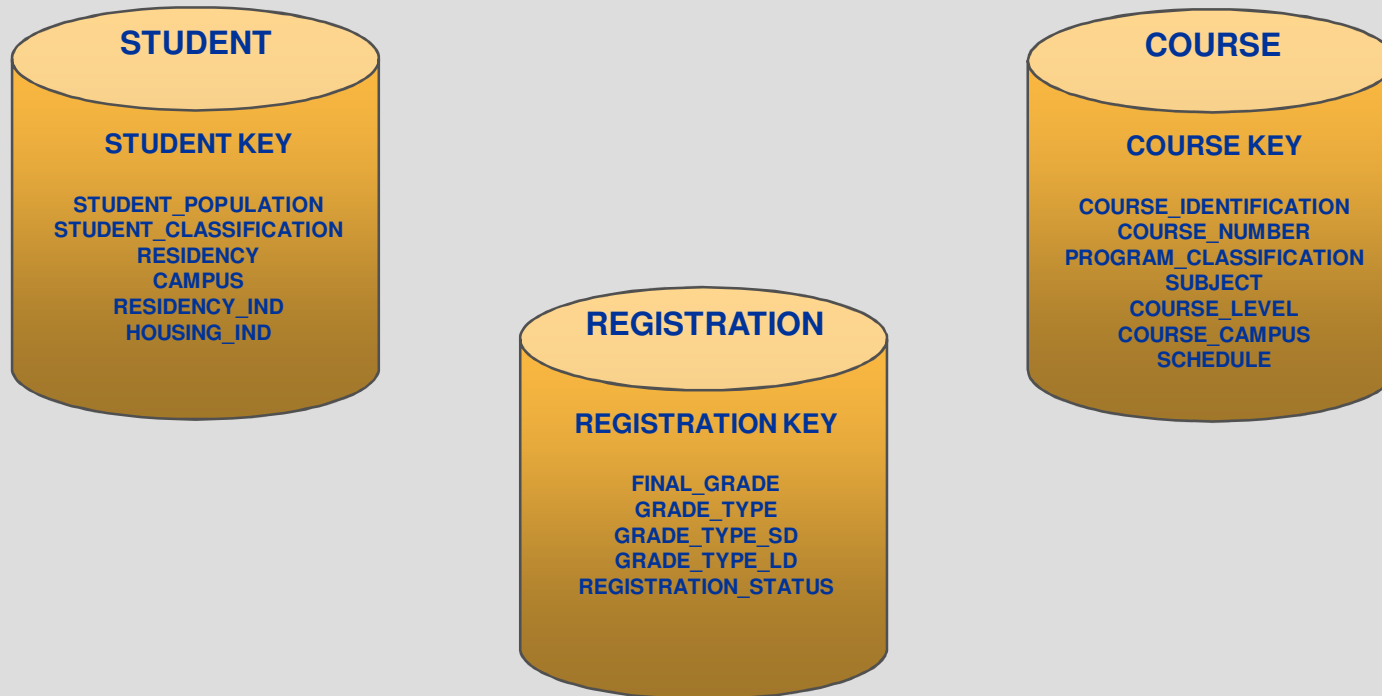 STUDENT
STUDENT KEY
STUDENT_POPULATION
STUDENT_CLASSIFICATION
RESIDENCY
CAMPUS
RESIDENCY_IND
HOUSING_IND
REGISTRATION
REGISTRATION KEY
FINAL_GRADE
GRADE_TYPE
GRADE_TYPE_SD
GRADE_TYPE_LD
REGISTRATION_STATUS
COURSE
COURSE KEY
COURSE_IDENTIFICATION
COURSE_NUMBER
PROGRAM_CLASSIFICATION
SUBJECT
COURSE_LEVEL
COURSE_CAMPUS
SCHEDULE